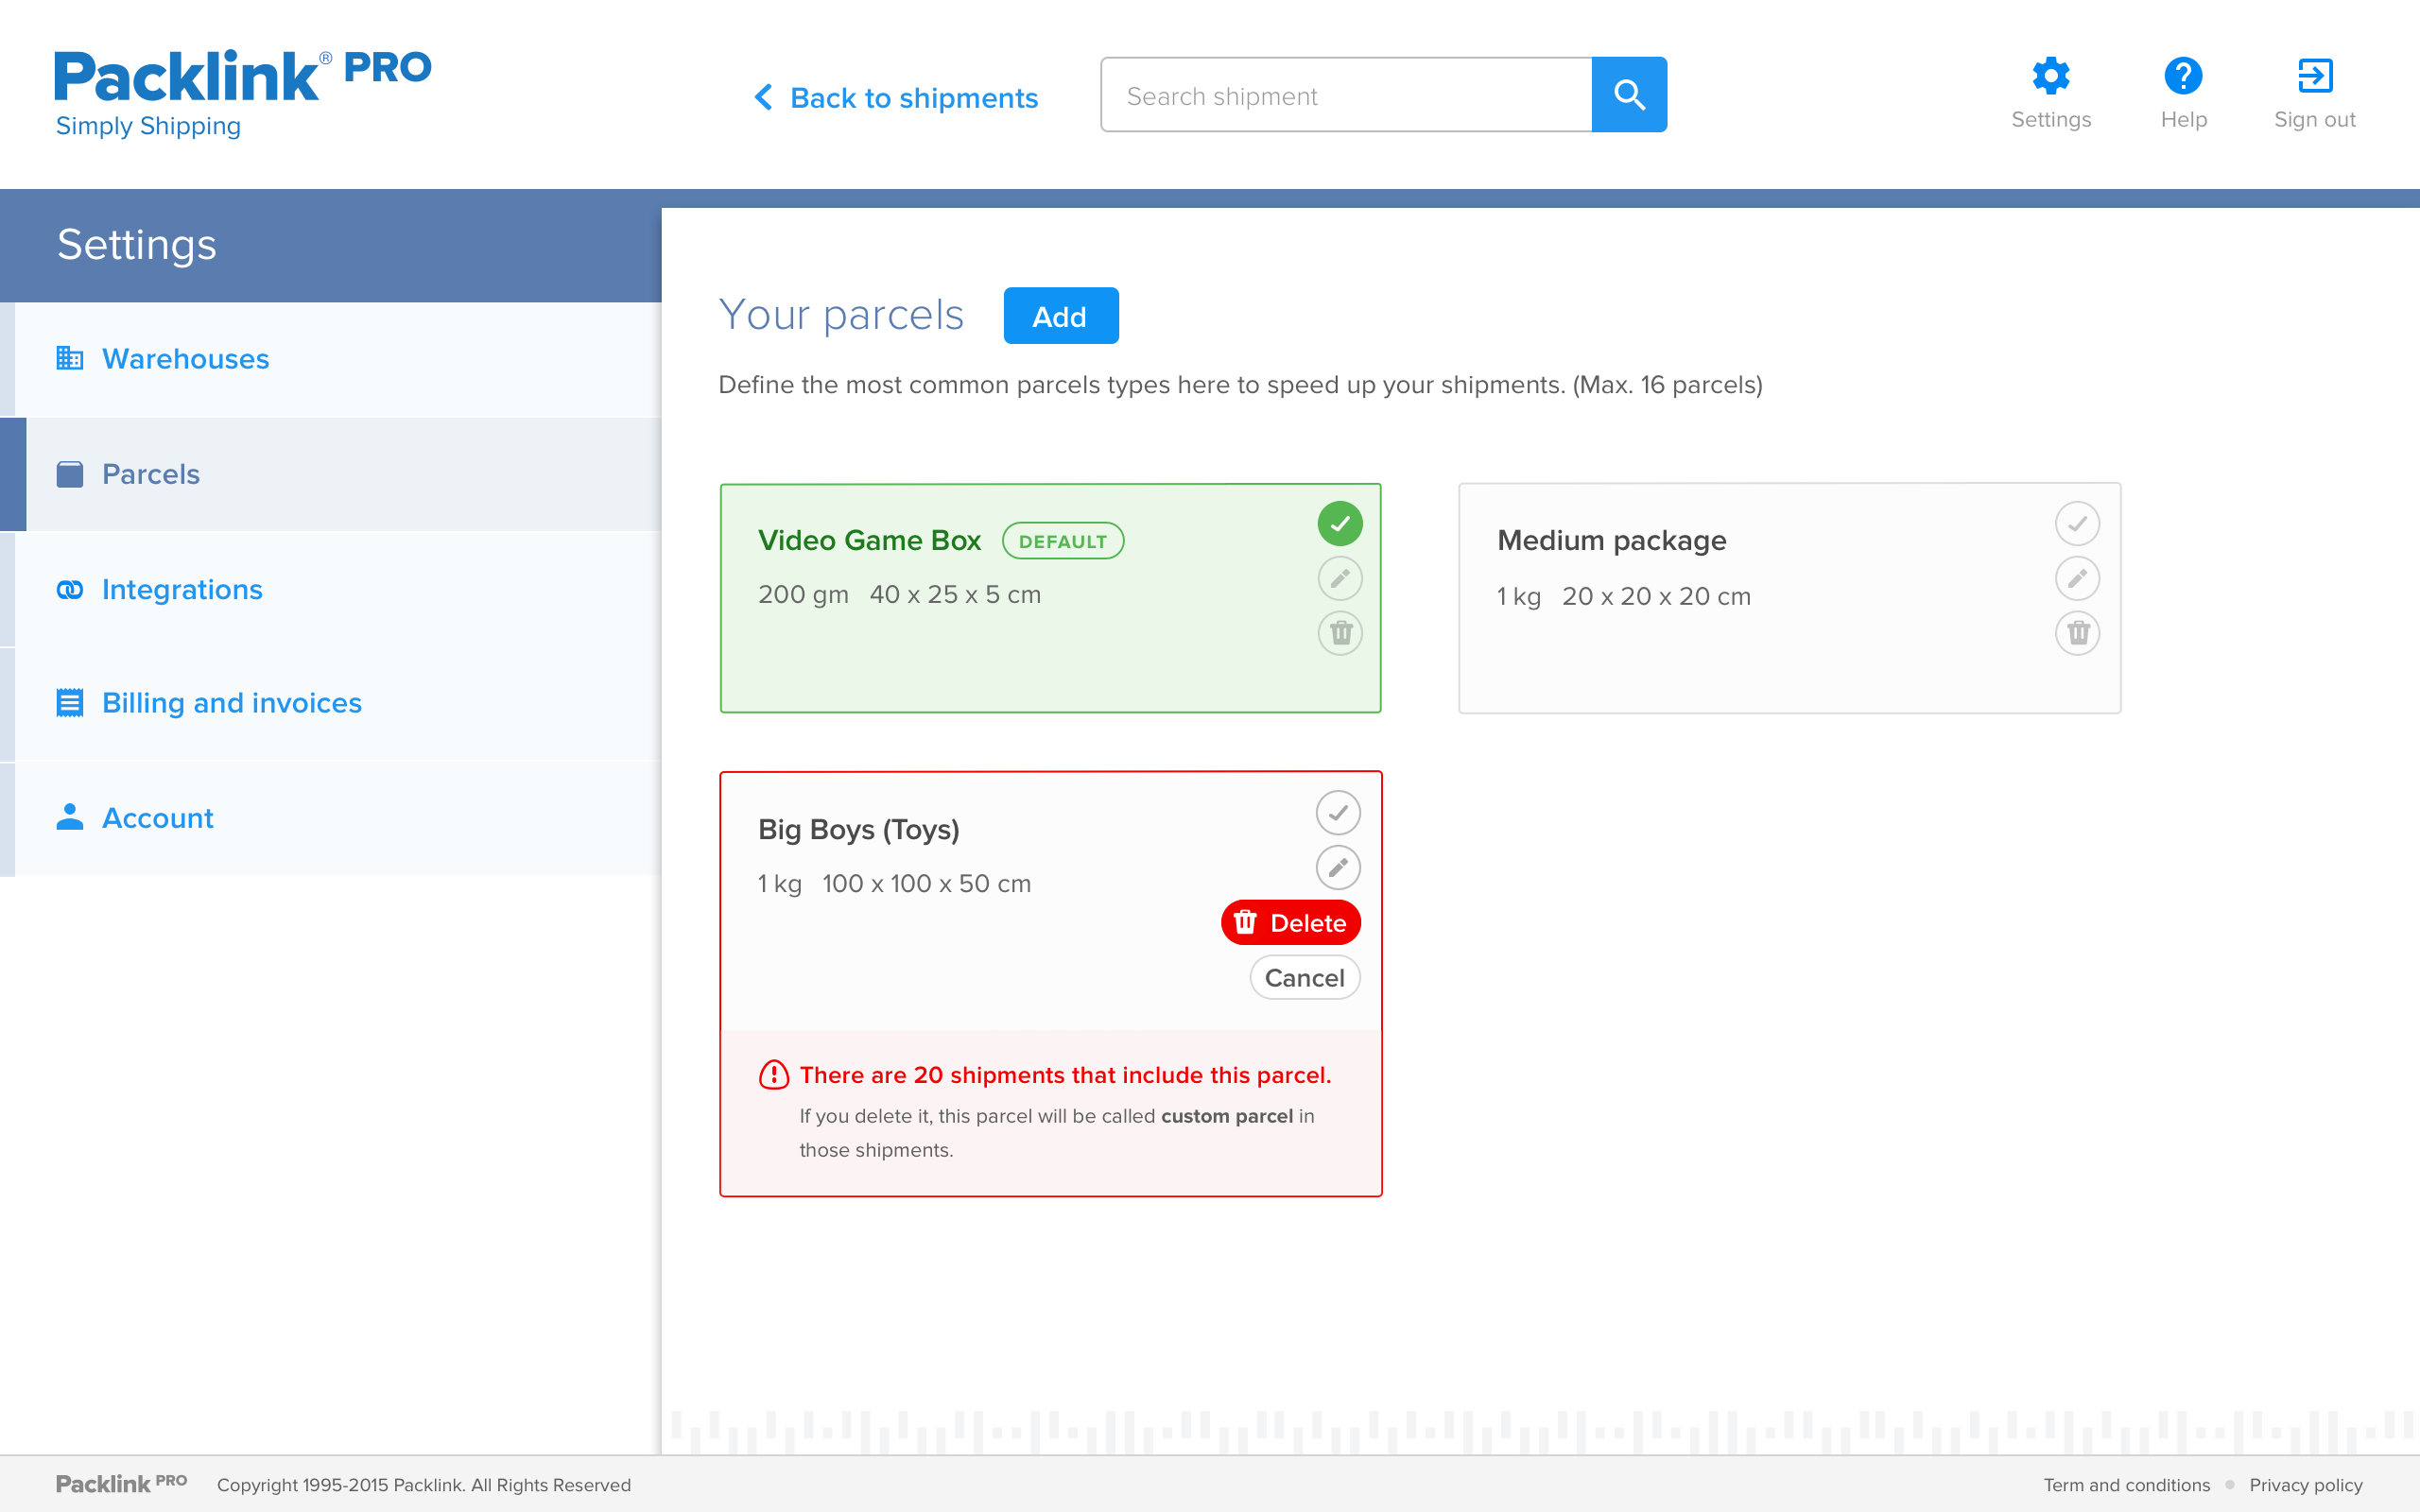 Packlink® PRO
Simply Shipping
Back to shipments
Search shipment
Settings
Help
Sign out
Settings
Warehouses
Parcels
Integrations
Billing and invoices
Account
Your parcels
Add
Define the most common parcels types here to speed up your shipments. (Max. 16 parcels)
Video Game Box DEFAULT
200 gm 40 x 25 x 5 cm
Medium package
1 kg 20 x 20 x 20 cm
Big Boys (Toys)
1 kg 100 x 100 x 50 cm
Delete
Cancel
There are 20 shipments that include this parcel.
If you delete it, this parcel will be called custom parcel in
those shipments.
Packlink PRO Copyright 1995-2015 Packlink. All Rights Reserved
Term and conditions • Privacy policy